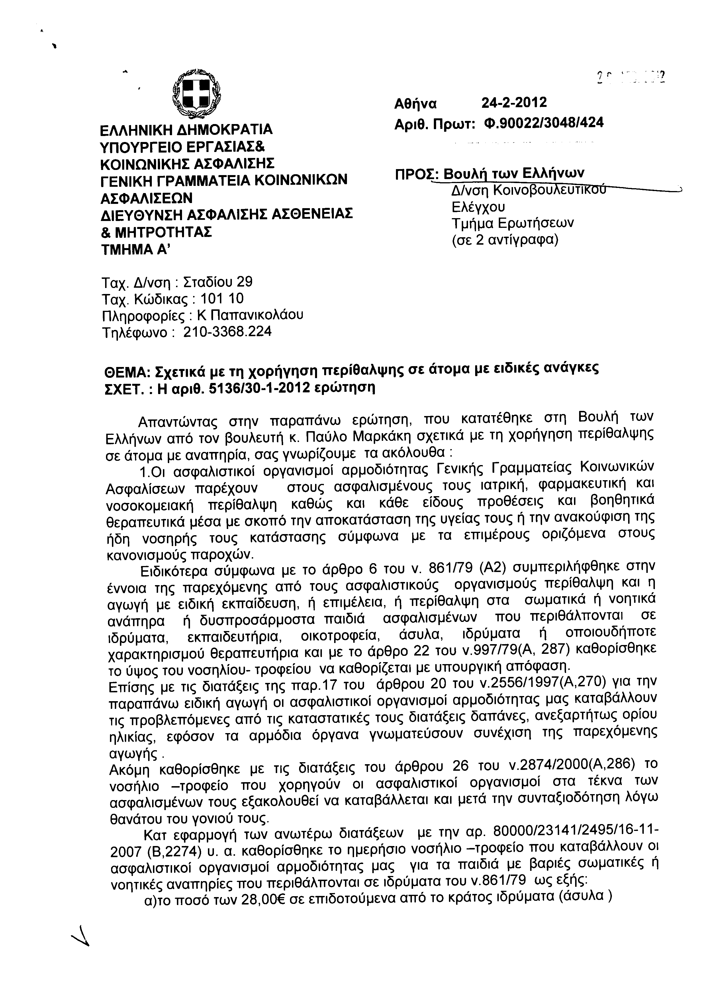 Αθήνα 24-2-2012
Αριθ. Πρωτ: Φ.90022/3048/424
ΕΛΛΗΝΙΚΗ ΔΗΜΟΚΡΑΤΙΑ
ΥΠΟΥΡΓΕΙΟ ΕΡΓΑΣΙΑΣ&
ΚΟΙΝΩΝΙΚΗΣ ΑΣΦΑΛΙΣΗΣ
ΓΕΝΙΚΗ ΓΡΑΜΜΑΤΕΙΑ ΚΟΙΝΩΝΙΚΩΝ
ΑΣΦΑΛΙΣΕΩΝ
ΔΙΕΥΘΥΝΣΗ ΑΣΦΑΛΙΣΗΣ ΑΣΘΕΝΕΙΑΣ
& ΜΗΤΡΟΤΗΤΑΣ
ΤΜΗΜΑ Α’
ΠΡΟΣ: Βουλή των Ελλήνων
Δ/νση Κοινοβουλευτικού
Ελέγχου
Τμήμα Ερωτήσεων
(σε 2 αντίγραφα)
Ταχ. Δ/νση : Σταδίου 29
Ταχ. Κώδικας : 101 10
Πληροφορίες : Κ Παπανικολάου
Τηλέφωνο : 210-3368.224
ΘΕΜΑ: Σχετικά με τη χορήγηση περίθαλψης σε άτομα με ειδικές ανάγκες
ΣΧΕΤ. : Η αριθ. 5136/30-1-2012 ερώτηση
Απαντώντας στην παραπάνω ερώτηση, που κατατέθηκε στη Βουλή των
Ελλήνων από τον βουλευτή κ. Παύλο Μαρκάκη σχετικά με τη χορήγηση περίθαλψης
σε άτομα με αναπηρία, σας γνωρίζουμε τα ακόλουθα :
1.Οι ασφαλιστικοί οργανισμοί αρμοδιότητας Γενικής Γραμματείας Κοινωνικών
Ασφαλίσεων παρέχουν στους ασφαλισμένους τους ιατρική, φαρμακευτική και
νοσοκομειακή περίθαλψη καθώς και κάθε είδους προθέσεις και βοηθητικά
θεραπευτικά μέσα με σκοπό την αποκατάσταση της υγείας τους ή την ανακούφιση της
ήδη νοσηρής τους κατάστασης σύμφωνα με τα επιμέρους οριζόμενα στους
κανονισμούς παροχών.
Ειδικότερα σύμφωνα με το άρθρο 6 του ν. 861/79 (Α2) συμπεριλήφθηκε στην
έννοια της παρεχόμενης από τους ασφαλιστικούς οργανισμούς περίθαλψη και η
αγωγή με ειδική εκπαίδευση, ή επιμέλεια, ή περίθαλψη στα σωματικά ή νοητικά
ανάπηρα ή δυσπροσάρμοστα παιδιά ασφαλισμένων που περιθάλπονται σε
ιδρύματα, εκπαιδευτήρια, οικοτροφεία, άσυλα, ιδρύματα ή οποιουδήποτε
χαρακτηρισμού θεραπευτήρια και με το άρθρο 22 του ν.997/79(Α, 287) καθορίσθηκε
το ύψος του νοσηλίου- τροφείου να καθορίζεται με υπουργική απόφαση.
Επίσης με τις διατάξεις της παρ.17 του άρθρου 20 του ν.2556/1997(Α,270) για την
παραπάνω ειδική αγωγή οι ασφαλιστικοί οργανισμοί αρμοδιότητας μας καταβάλλουν
τις προβλεπόμενες από τις καταστατικές τους διατάξεις δαπάνες, ανεξαρτήτως ορίου
ηλικίας, εφόσον τα αρμόδια όργανα γνωματεύσουν συνέχιση της παρεχόμενης
αγωγής .
Ακόμη καθορίσθηκε με τις διατάξεις του άρθρου 26 του ν.2874/2000(Α,286) το
νοσήλιο –τροφείο που χορηγούν οι ασφαλιστικοί οργανισμοί στα τέκνα των
ασφαλισμένων τους εξακολουθεί να καταβάλλεται και μετά την συνταξιοδότηση λόγω
θανάτου του γονιού τους.
Κατ εφαρμογή των ανωτέρω διατάξεων με την αρ. 80000/23141/2495/16-11-
2007 (Β,2274) υ. α. καθορίσθηκε το ημερήσιο νοσήλιο –τροφείο που καταβάλλουν οι
ασφαλιστικοί οργανισμοί αρμοδιότητας μας για τα παιδιά με βαριές σωματικές ή
νοητικές αναπηρίες που περιθάλπονται σε ιδρύματα του ν.861/79 ως εξής:
α)το ποσό των 28,00€ σε επιδοτούμενα από το κράτος ιδρύματα (άσυλα )